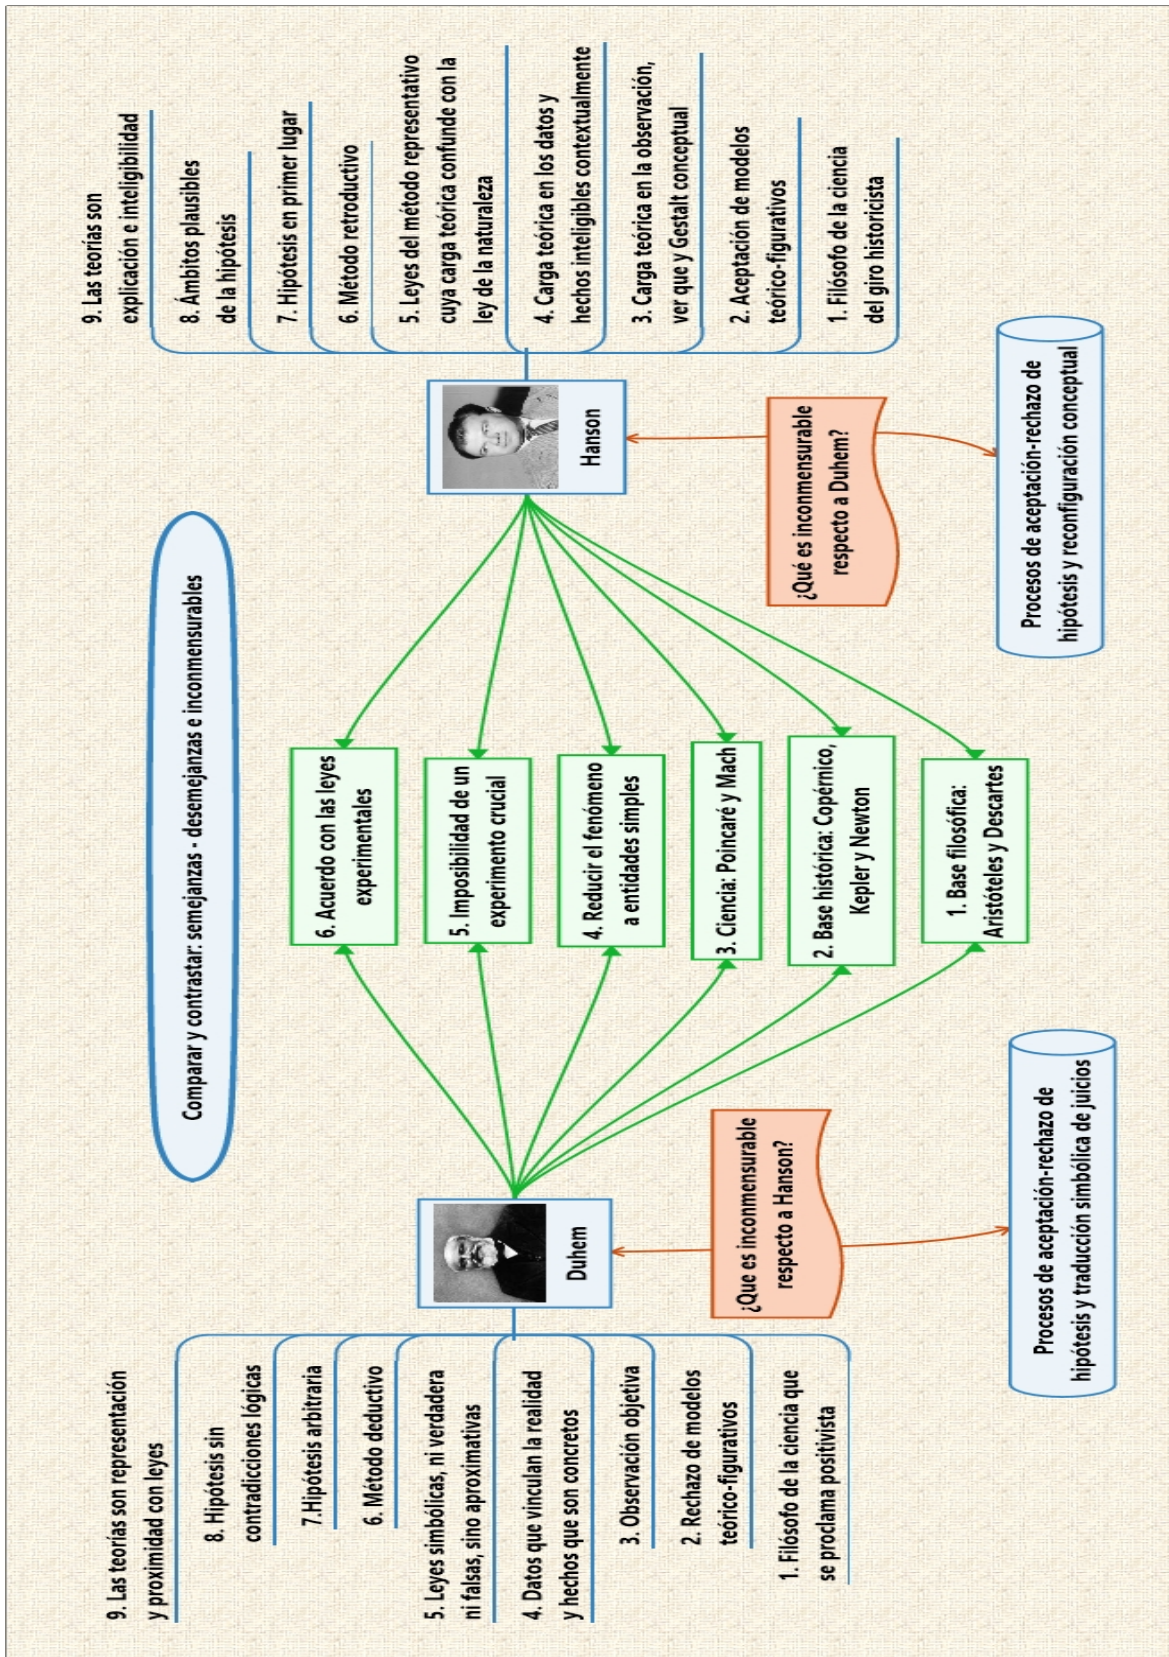 Comparar y contrastar: semejanzas - desemejanzas e inconmensurables
9. Las teorías son representación
y proximidad con leyes
8. Hipótesis sin
contradicciones lógicas
7.Hipótesis arbitraria
6. Método deductivo
5. Leyes simbólicas, ni verdadera
ni falsas, sino aproximativas
4. Datos que vinculan la realidad
y hechos que son concretos
3. Observación objetiva
2. Rechazo de modelos
teórico-figurativos
1. Filósofo de la ciencia que
se proclama positivista
Duhem
¿Que es inconmensurable
respecto a Hanson?
Procesos de aceptación-rechazo de
hipótesis y traducción simbólica de juicios
6. Acuerdo con las leyes
experimentales
5. Imposibilidad de un
experimento crucial
4. Reducir el fenómeno
a entidades simples
3. Ciencia: Poincaré y Mach
2. Base histórica: Copérnico,
Kepler y Newton
1. Base filosófica:
Aristóteles y Descartes
Hanson
¿Qué es inconmensurable
respecto a Duhem?
Procesos de aceptación-rechazo de
hipótesis y reconfiguración conceptual
9. Las teorías son
explicación e inteligibilidad
8. Ámbitos plausibles
de la hipótesis
7. Hipótesis en primer lugar
6. Método retroductivo
5. Leyes del método representativo
cuya carga teórica confunde con la
ley de la naturaleza
4. Carga teórica en los datos y
hechos inteligibles contextualmente
3. Carga teórica en la observación,
ver que y Gestalt conceptual
2. Aceptación de modelos
teórico-figurativos
1. Filósofo de la ciencia
del giro historicista